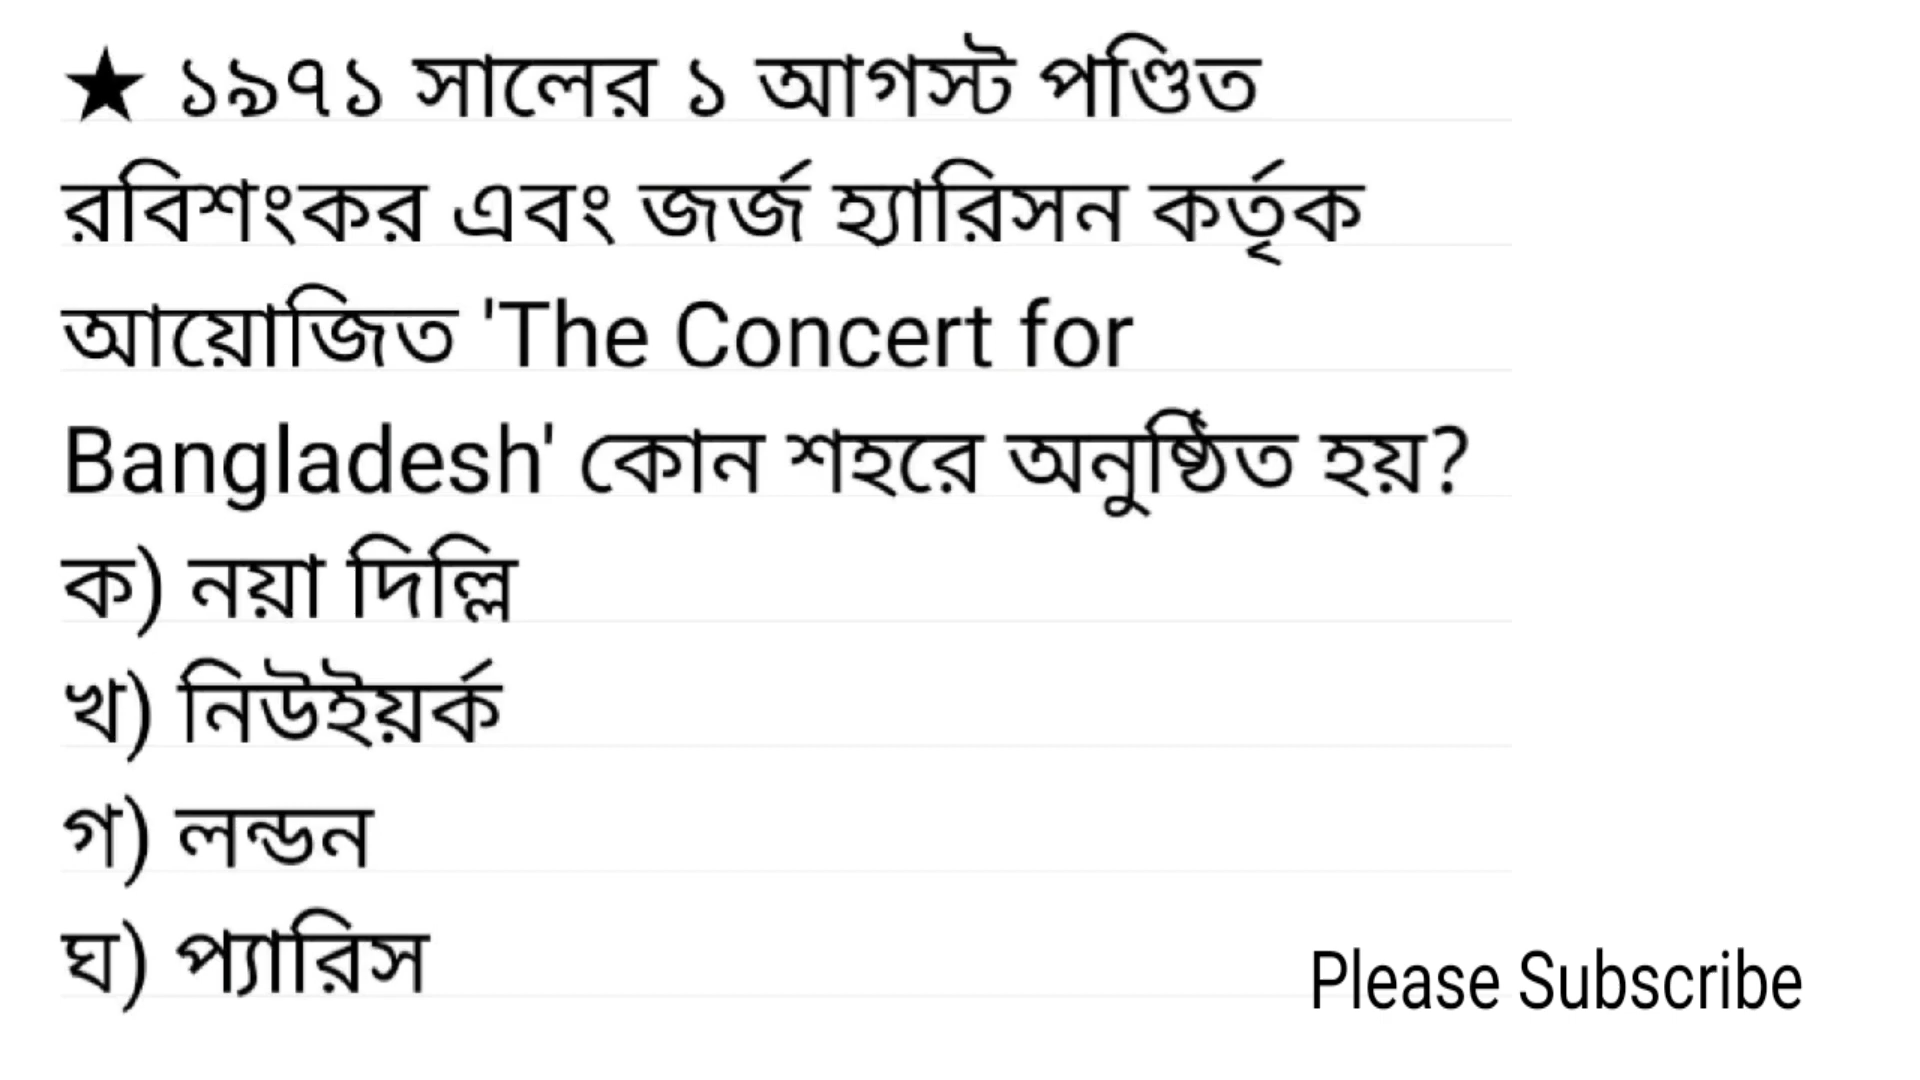 ★ ১৯৭১ সালের ১ আগস্ট পণ্ডিত
রবিশংকর এবং জর্জ হ্যারিসন কর্তৃক
আয়োজিত 'The Concert for
Bangladesh' কোন শহরে অনুষ্ঠিত হয়?
ক) নয়া দিল্লি
খ) নিউইয়র্ক
গ) লন্ডন
ঘ) প্যারিস
Please Subscribe